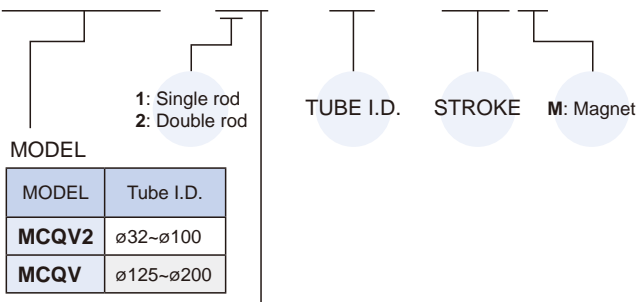 1: Single rod
2: Double rod
TUBE I.D.
STROKE
M: Magnet
MODEL
MODEL Tube I.D.
MCQV2 ø32~ø100
MCQV ø125~ø200